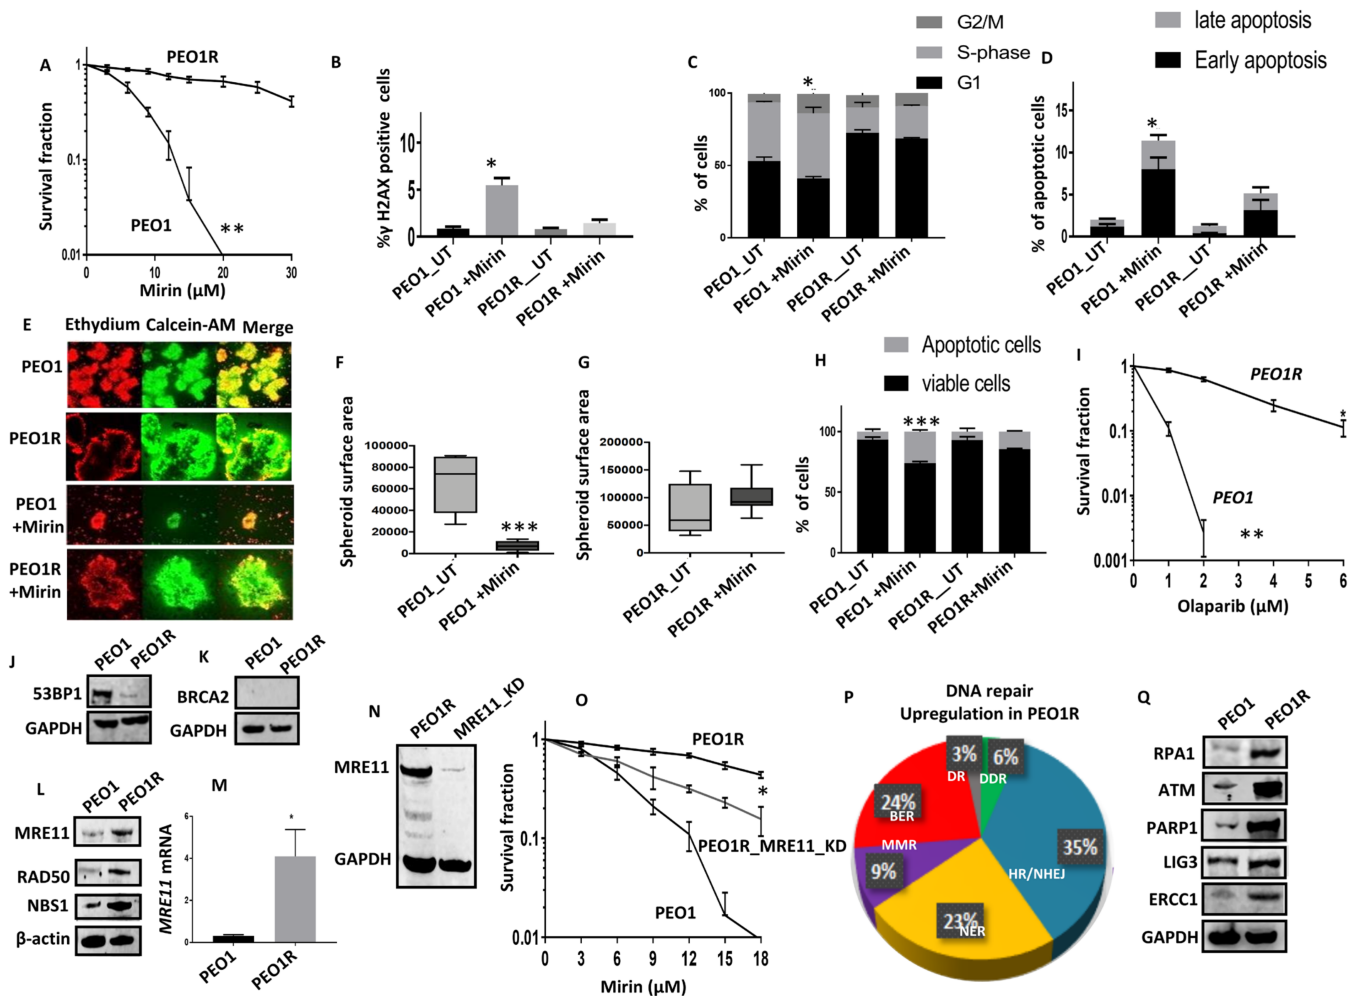 A
Survival fraction
1
0.1
0.01
PEO1R
PEO1
**
0
10
20
30
Mirin (µM)
B
%γ H2AX positive cells
10
5
0
*
PEO1_UT
PEO1 +Mirin
PEO1R_UT
PEO1R +Mirin
C
G2/M
S-phase
G1
% of cells
100
50
0
*
PEO1_UT
PEO1 +Mirin
PEO1R_UT
PEO1R +Mirin
D
late apoptosis
Early apoptosis
% of apoptotic cells
15
10
5
0
*
PEO1_UT
PEO1 +Mirin
PEO1R_UT
PEO1R +Mirin
E
Ethydium Calcein-AM Merge
PEO1
PEO1R
PEO1
+Mirin
PEO1R
+Mirin
F
Spheroid surface area
100000
80000
60000
40000
20000
0
***
PEO1_UT
PEO1 +Mirin
G
Spheroid surface area
200000
150000
100000
50000
0
PEO1R_UT
PEO1R +Mirin
H
Apoptotic cells
viable cells
% of cells
100
50
0
***
PEO1_UT
PEO1 +Mirin
PEO1R_UT
PEO1R+Mirin
I
Survival fraction
1
0.1
0.01
0.001
PEO1R
*
PEO1
**
0
1
2
3
4
5
6
Olaparib (µM)
J
PEO1
PEO1R
53BP1
GAPDH
K
PEO1
PEO1R
BRCA2
GAPDH
L
PEO1
PEO1R
MRE11
RAD50
NBS1
β-actin
M
MRE11 mRNA
6
4
2
0
*
PEO1
PEO1R
N
PEO1R
MRE11_KD
MRE11
GAPDH
O
Survival fraction
1
0.1
0.01
PEO1R
*
PEO1R_MRE11_KD
PEO1
0
3
6
9
12
15
18
Mirin (µM)
P
DNA repair
Upregulation in PEO1R
3%
DR
6%
DDR
24%
BER
35%
HR/NHEJ
MMR
9%
23%
NER
Q
PEO1
PEO1R
RPA1
ATM
PARP1
LIG3
ERCC1
GAPDH